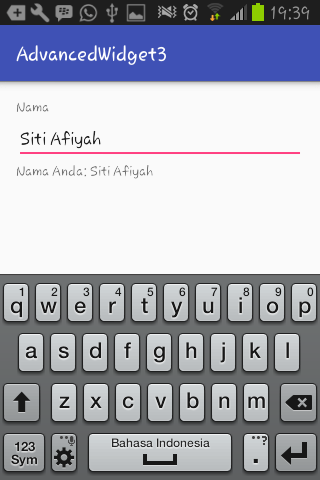 19:39
AdvancedWidget3
Nama
Siti Afiyah
Nama Anda: Siti Afiyah
1 2 3 4 5 6 7 8 9 0
q w e r t y u i o p
a s d f g h j k l
z x c v b n m
123 Sym Bahasa Indonesia . ,,?